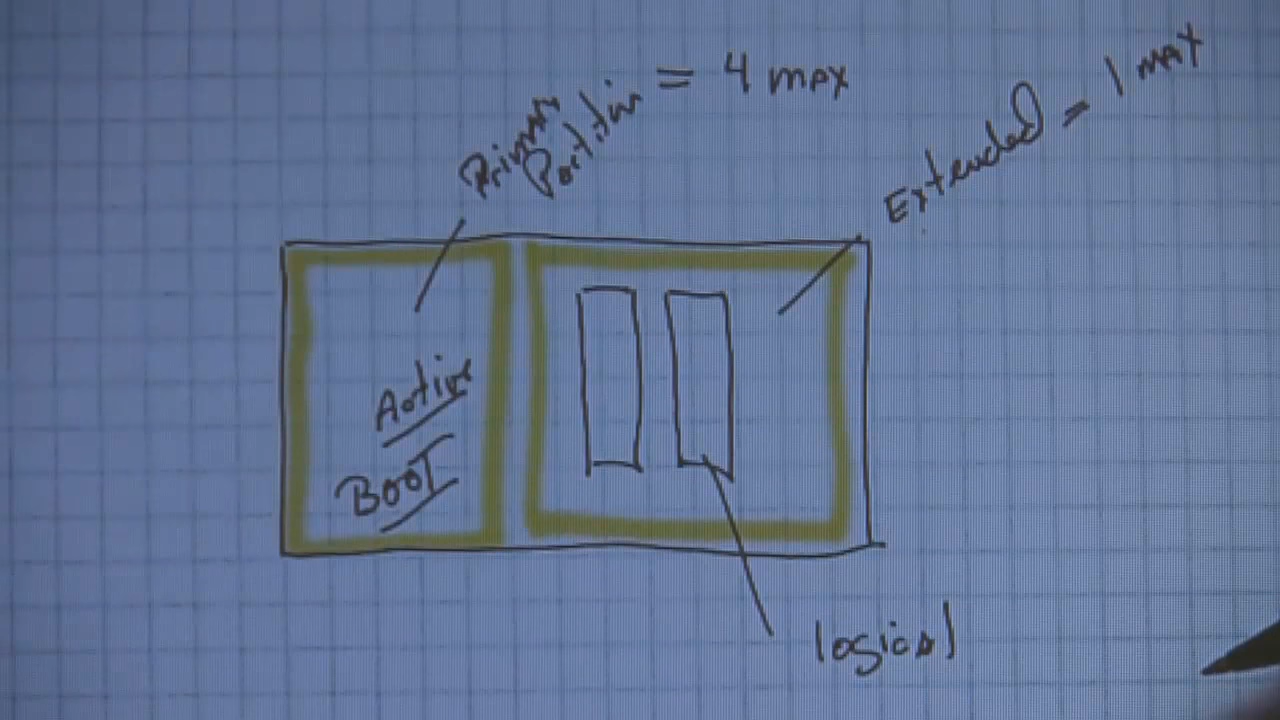 Primary
Partition = 4 max
Extended = 1 max
Active
BOOT
logical